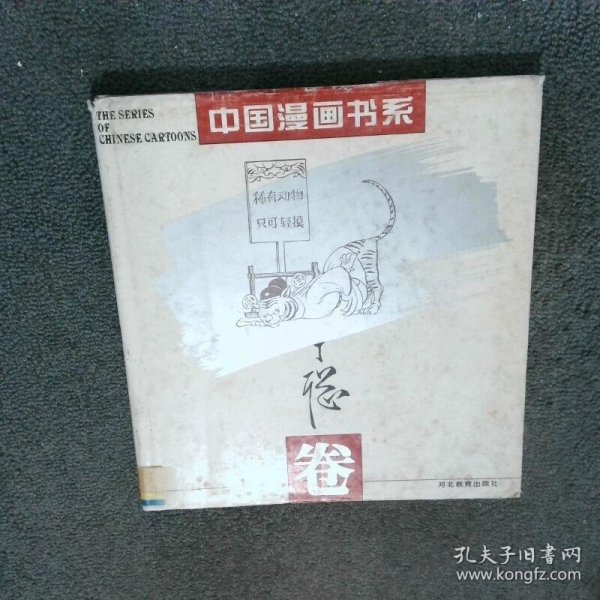 THE SERIES
OF
CHINESE CARTOONS
中国漫画书系
稀有动物
只可轻摸
丁
聪
卷
河北教育出版社
孔夫子旧书网
www.kongfz.com